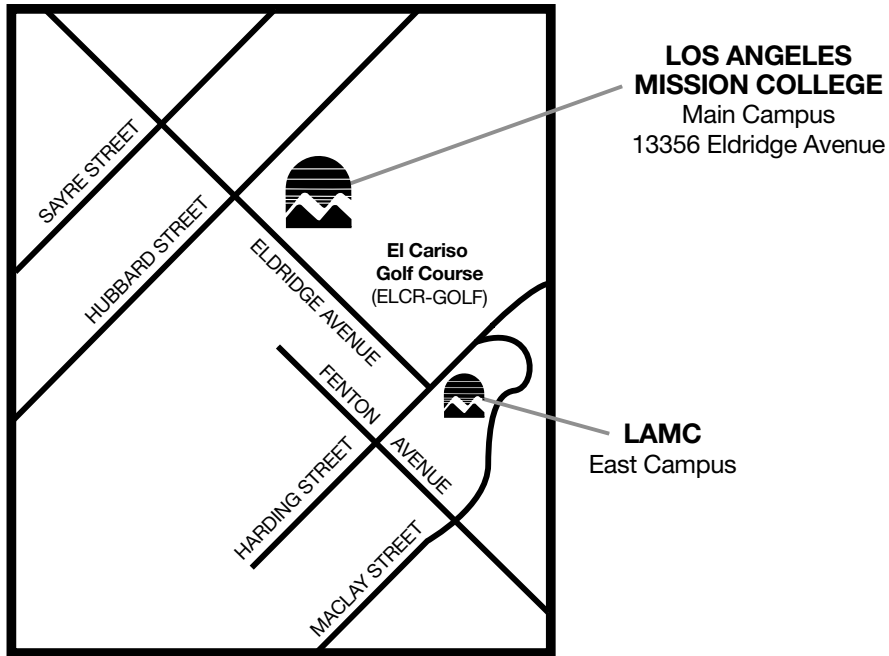 LOS ANGELES
MISSION COLLEGE
Main Campus
13356 Eldridge Avenue
SAYRE STREET
HUBBARD STREET
ELDRIDGE AVENUE
El Cariso
Golf Course
(ELCR-GOLF)
FENTON
AVENUE
HARDING STREET
MACLAY STREET
LAMC
East Campus